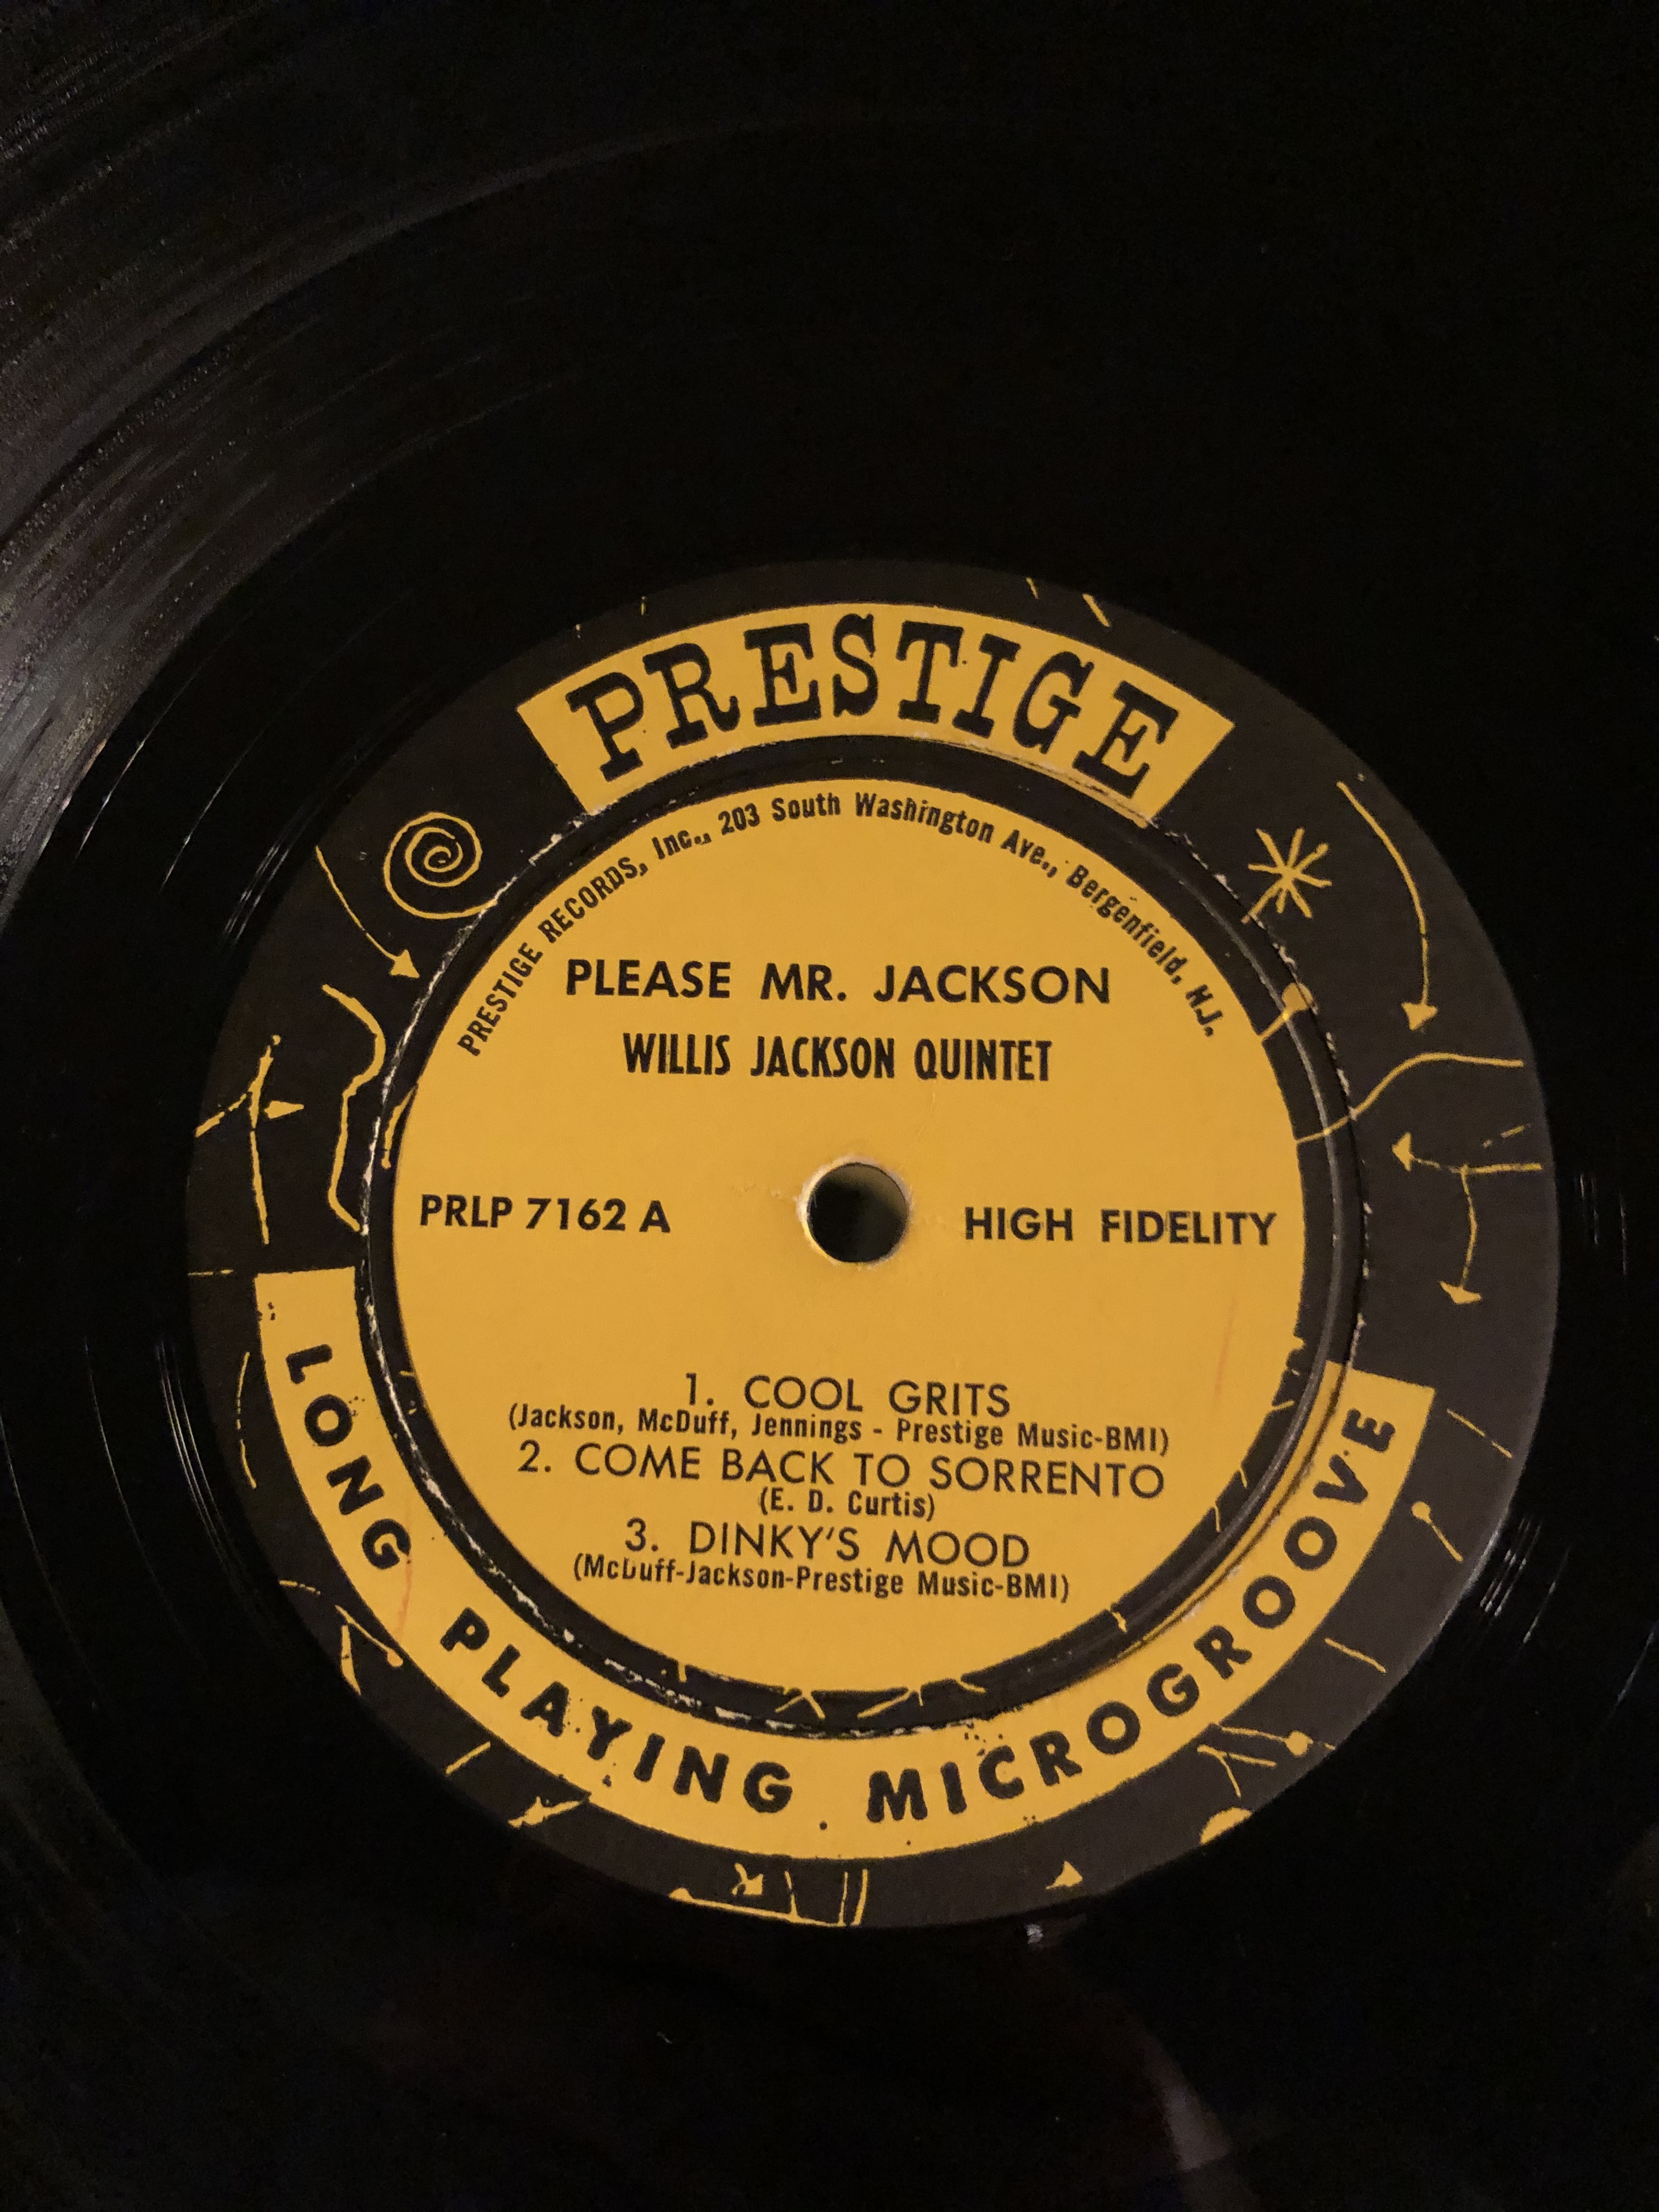 PRESTIGE
PRESTIGE RECORDS, Inc., 203 South Washington Ave., Bergenfield, N.J.
PLEASE MR. JACKSON
WILLIS JACKSON QUINTET
PRLP 7162 A
HIGH FIDELITY
1. COOL GRITS
(Jackson, McDuff, Jennings - Prestige Music-BMI)
2. COME BACK TO SORRENTO
(E. D. Curtis)
3. DINKY'S MOOD
(McDuff-Jackson-Prestige Music-BMI)
LONG PLAYING MICROGROOVE